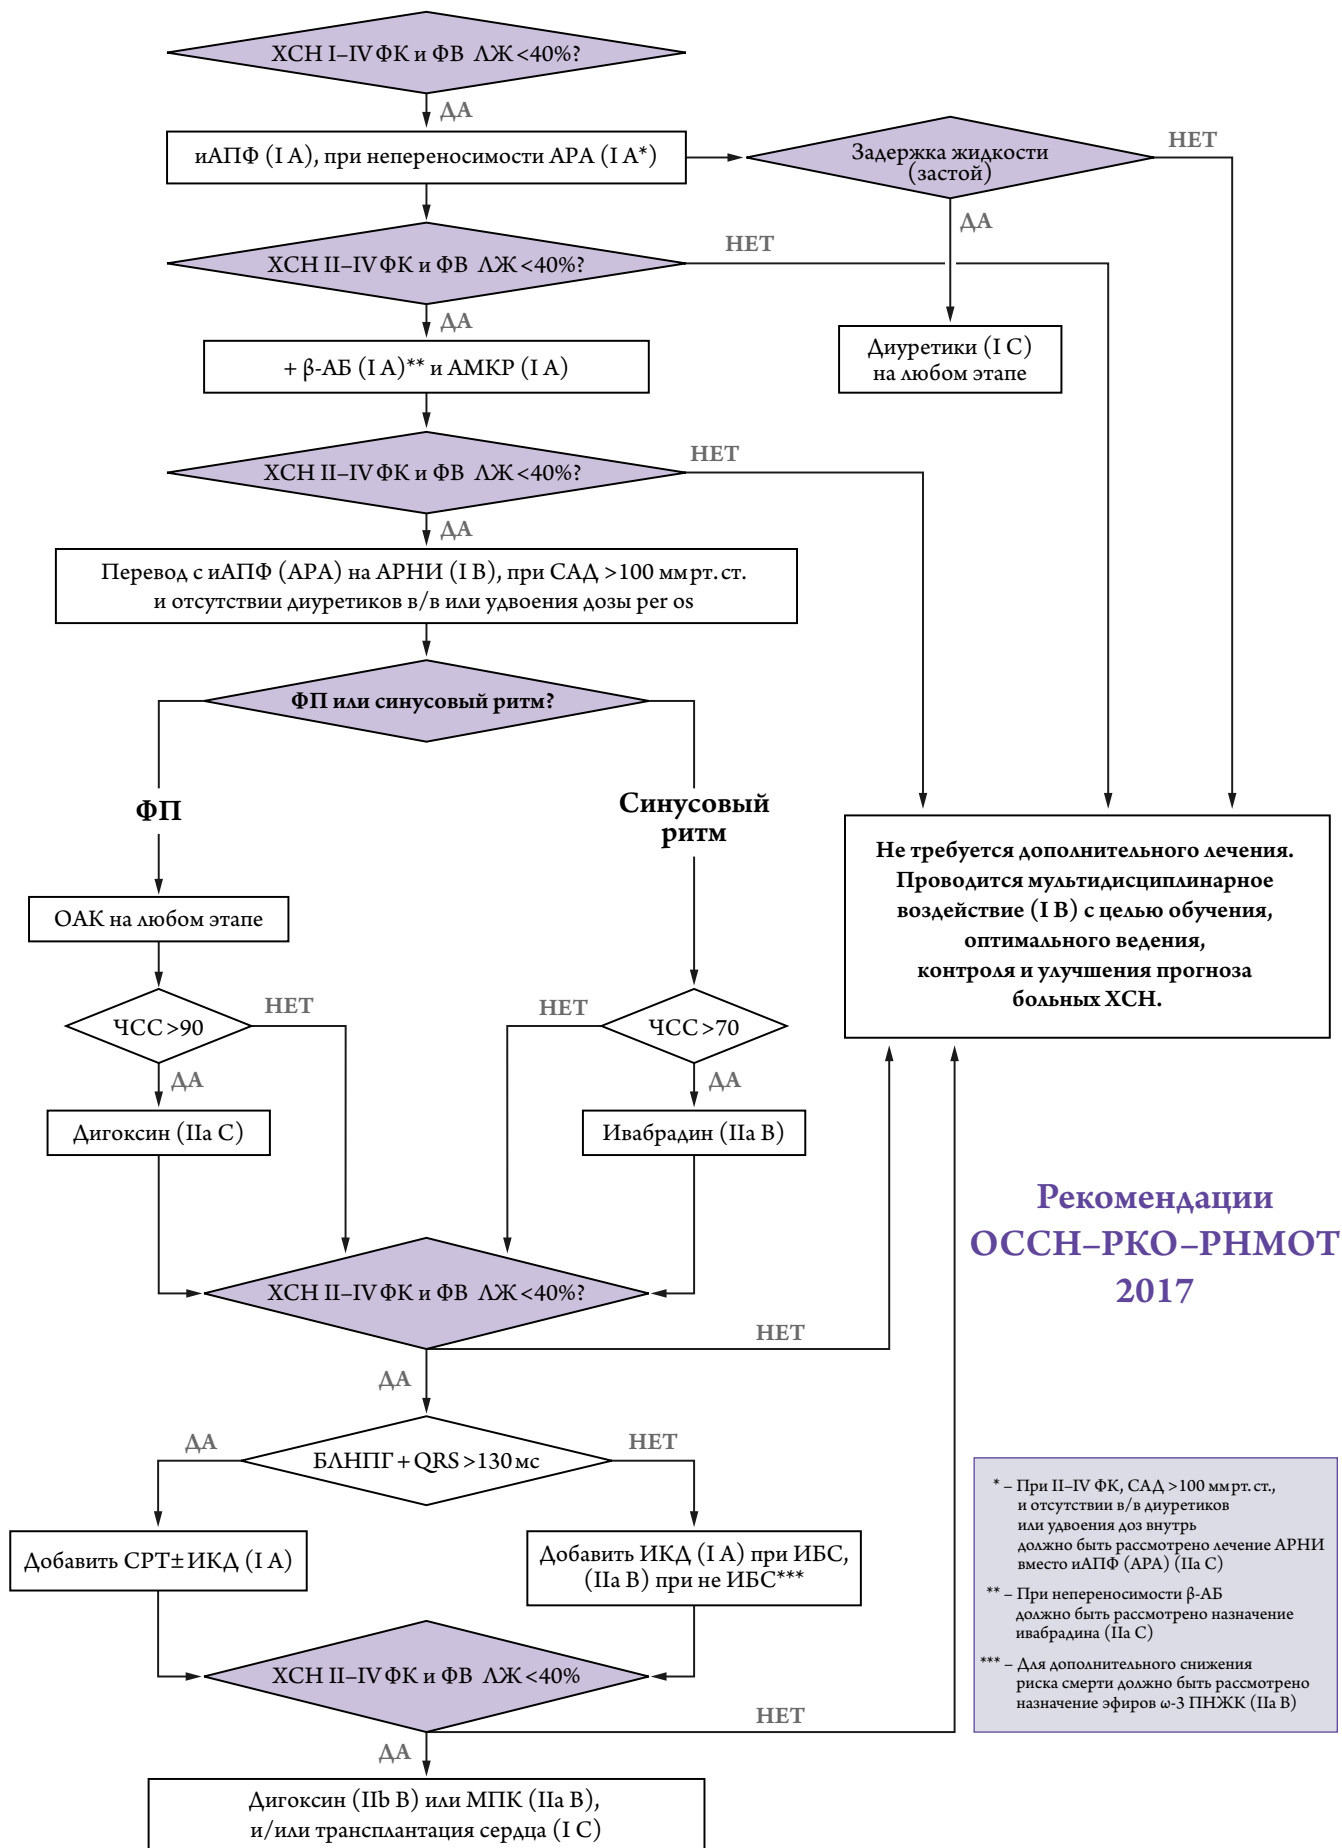 ХСН I–IV ФК и ФВ ЛЖ <40%?
ДА
иАПФ (I A), при непереносимости АРА (I A*)
Задержка жидкости
(застой)
НЕТ
ДА
Диуретики (I C)
на любом этапе
ХСН II–IV ФК и ФВ ЛЖ <40%?
НЕТ
ДА
+ β-АБ (I A)** и АМКР (I A)
ХСН II–IV ФК и ФВ ЛЖ <40%?
НЕТ
ДА
Перевод с иАПФ (АРА) на АРНИ (I B), при САД >100 мм рт. ст.
и отсутствии диуретиков в/в или удвоения дозы per os
ФП или синусовый ритм?
ФП
Синусовый
ритм
Не требуется дополнительного лечения.
Проводится мультидисциплинарное
воздействие (I B) с целью обучения,
оптимального ведения,
контроля и улучшения прогноза
больных ХСН.
ОАК на любом этапе
ЧСС >90
НЕТ
ДА
Дигоксин (IIa C)
НЕТ
ЧСС >70
ДА
Ивабрадин (IIa B)
Рекомендации
ОССН–РКО–РНМОТ
2017
ХСН II–IV ФК и ФВ ЛЖ <40%?
НЕТ
ДА
БЛНПГ + QRS >130 мс
ДА
НЕТ
Добавить СРТ± ИКД (I A)
Добавить ИКД (I A) при ИБС,
(IIa B) при не ИБС***
ХСН II–IV ФК и ФВ ЛЖ <40%
НЕТ
ДА
Дигоксин (IIb B) или МПК (IIa B),
и/или трансплантация сердца (I C)
* – При II–IV ФК, САД >100 мм рт. ст.,
и отсутствии в/в диуретиков
или удвоения доз внутрь
должно быть рассмотрено лечение АРНИ
вместо иАПФ (АРА) (IIa C)
** – При непереносимости β-АБ
должно быть рассмотрено назначение
ивабрадина (IIa C)
*** – Для дополнительного снижения
риска смерти должно быть рассмотрено
назначение эфиров ω-3 ПНЖК (IIa B)